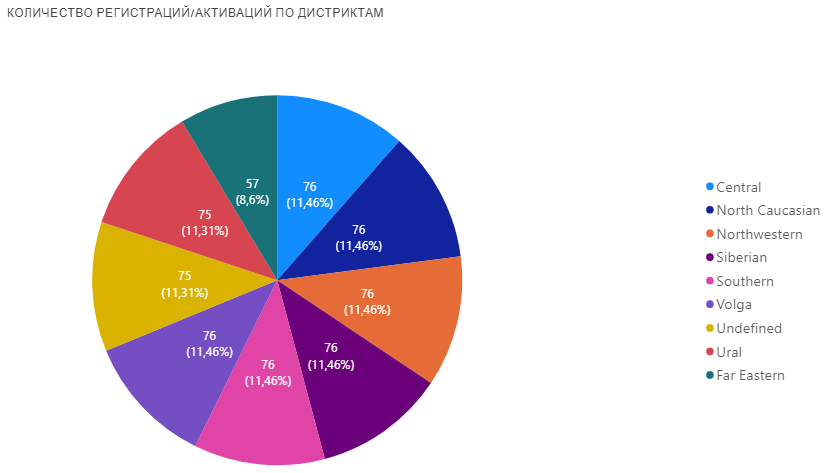 КОЛИЧЕСТВО РЕГИСТРАЦИЙ/АКТИВАЦИЙ ПО ДИСТРИКТАМ
57
(8,6%)
76
(11,46%)
75
(11,31%)
76
(11,46%)
75
(11,31%)
76
(11,46%)
76
(11,46%)
76
(11,46%)
76
(11,46%)
Central
North Caucasian
Northwestern
Siberian
Southern
Volga
Undefined
Ural
Far Eastern